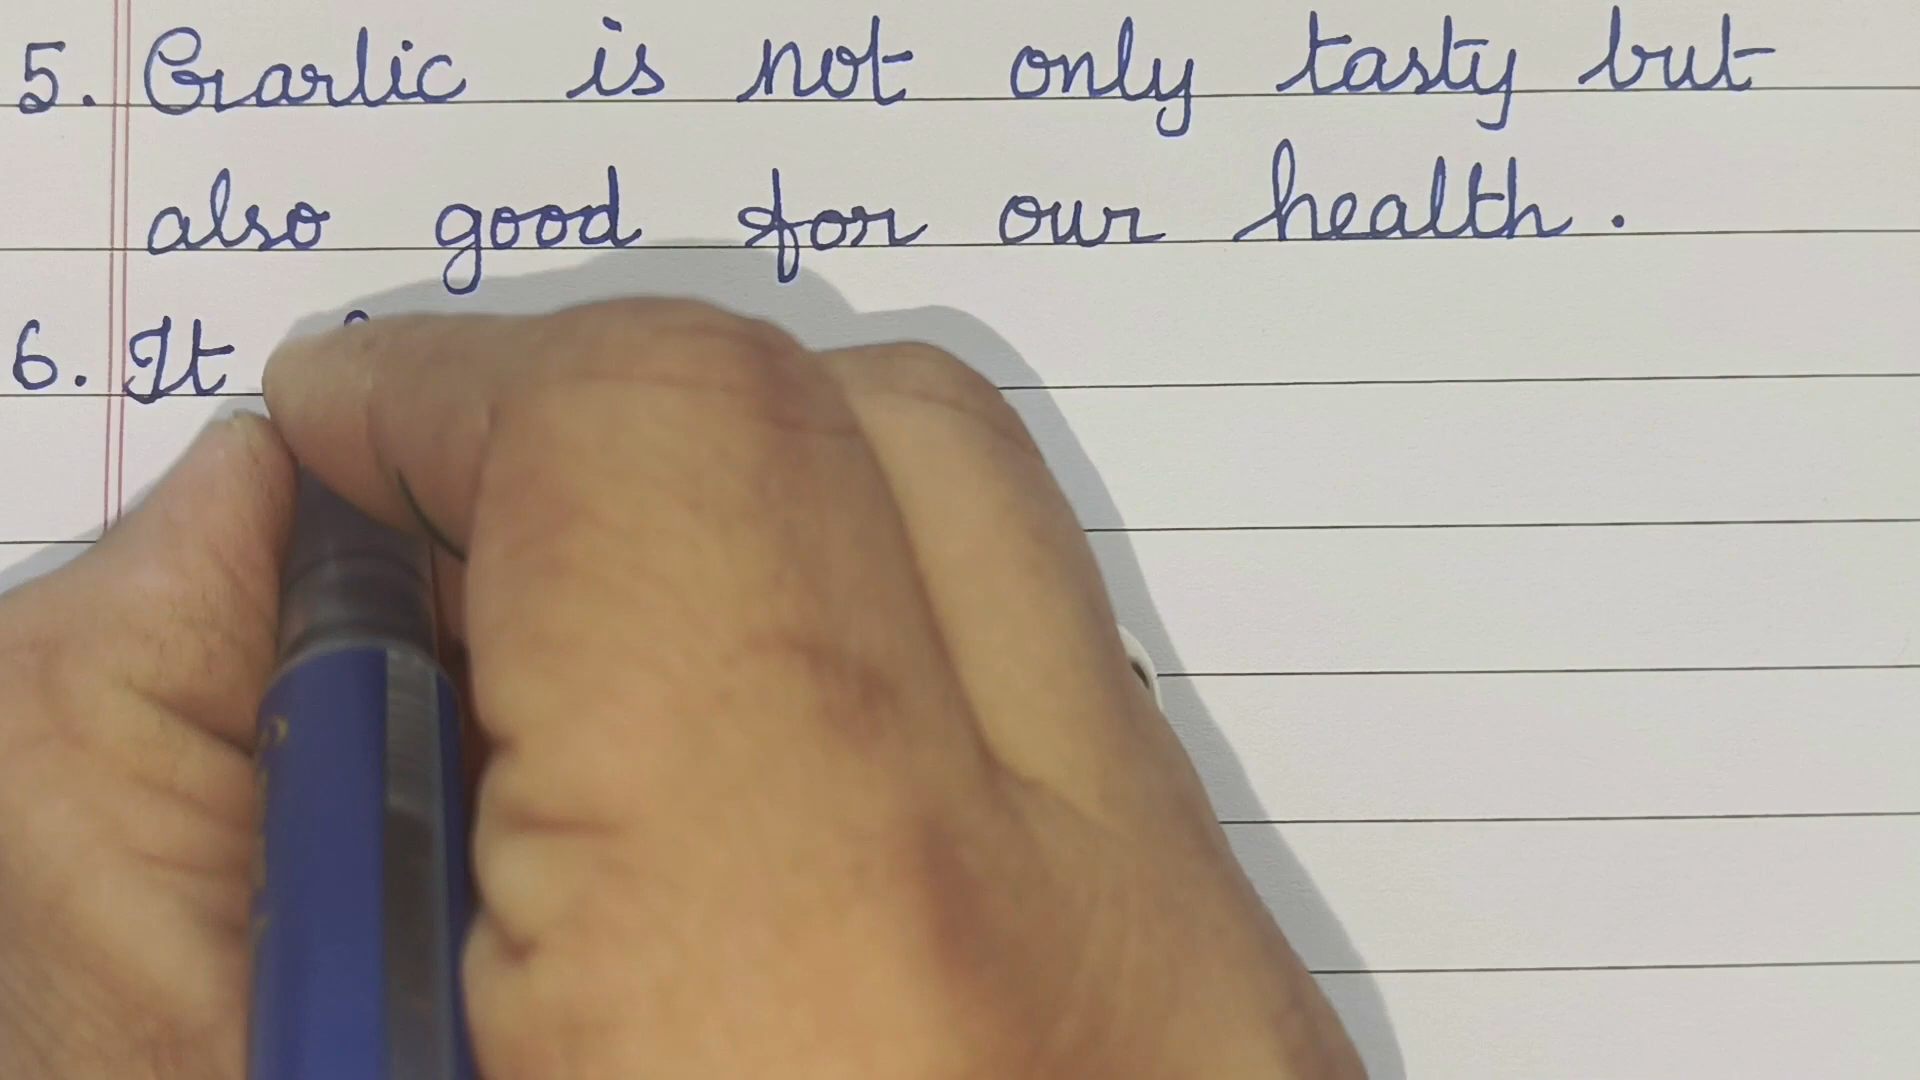 5. Garlic is not only tasty but
also good for our health.
6. It